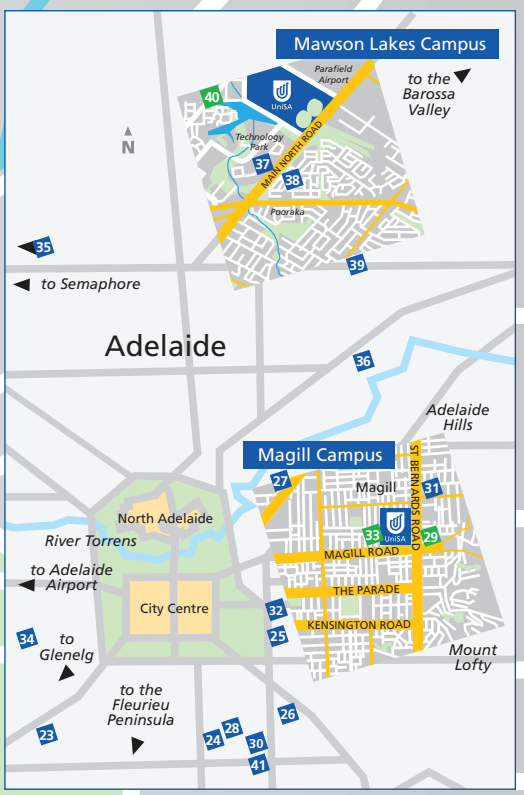 Mawson Lakes Campus
Parafield
Airport
to the
Barossa
Valley
40
UniSA
N
Technology
Park
MAIN NORTH ROAD
37
38
Pooraka
35
39
to Semaphore
Adelaide
36
Adelaide
Hills
Magill Campus
ST BERNARDS ROAD
27
Magill
31
North Adelaide
UniSA
33
29
River Torrens
MAGILL ROAD
to Adelaide
Airport
THE PARADE
City Centre
32
KENSINGTON ROAD
25
34
to
Glenelg
Mount
Lofty
to the
Fleurieu
Peninsula
26
28
23
24
30
41